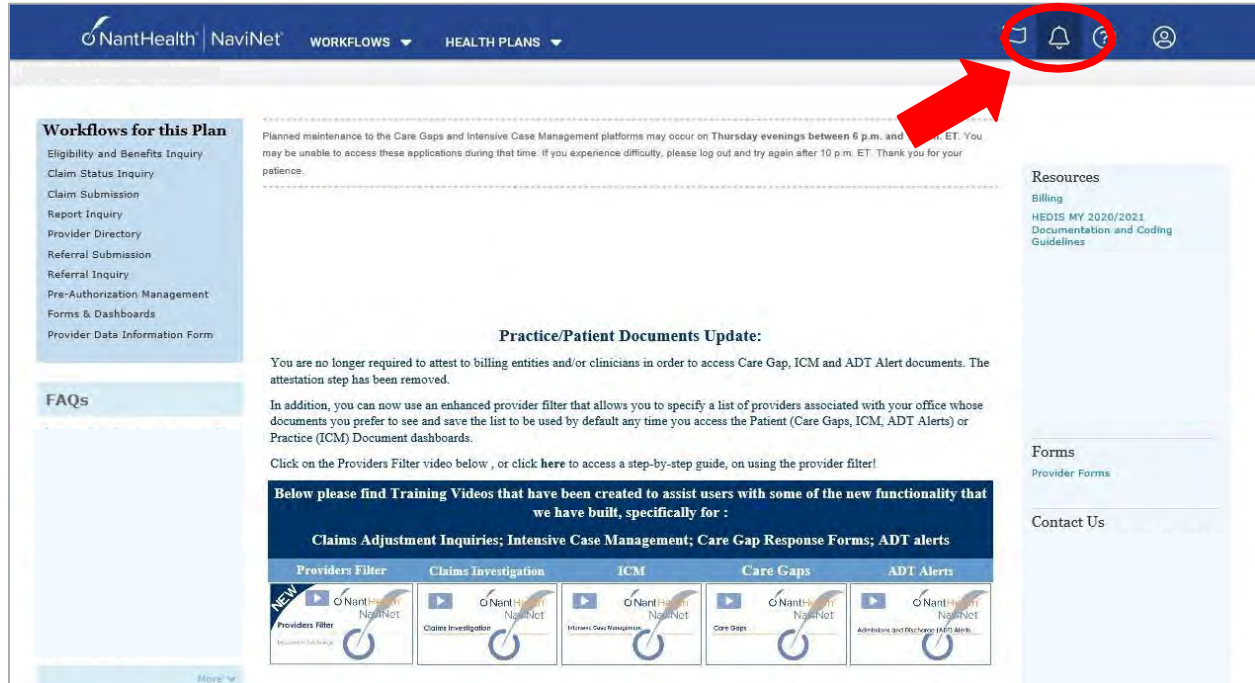 NantHealth® NaviNet®
WORKFLOWS
HEALTH PLANS
Workflows for this Plan
Eligibility and Benefits Inquiry
Claim Status Inquiry
Claim Submission
Report Inquiry
Provider Directory
Referral Submission
Referral Inquiry
Pre-Authorization Management
Forms & Dashboards
Provider Data Information Form
FAQs
More
Planned maintenance to the Care Gaps and Intensive Case Management platforms may occur on Thursday evenings between 6 p.m. and ET. You
may be unable to access these applications during that time. If you experience difficulty, please log out and try again after 10 p.m. ET. Thank you for your
patience.
Practice/Patient Documents Update:
You are no longer required to attest to billing entities and/or clinicians in order to access Care Gap, ICM and ADT Alert documents. The
attestation step has been removed.
In addition, you can now use an enhanced provider filter that allows you to specify a list of providers associated with your office whose
documents you prefer to see and save the list to be used by default any time you access the Patient (Care Gaps, ICM, ADT Alerts) or
Practice (ICM) Document dashboards.
Click on the Providers Filter video below , or click here to access a step-by-step guide, on using the provider filter!
Below please find Training Videos that have been created to assist users with some of the new functionality that
we have built, specifically for :
Claims Adjustment Inquiries; Intensive Case Management; Care Gap Response Forms; ADT alerts
Providers Filter
Claims Investigation
ICM
Care Gaps
ADT Alerts
NEW
NantHealth
NaviNet
Providers Filter
NantHealth
NaviNet
Claims Investigation
NantHealth
NaviNet
Intensive Case Management
NantHealth
NaviNet
Care Gaps
NantHealth
NaviNet
Admissions and Discharge (ADT) Alerts
Resources
Billing
HEDIS MY 2020/2021
Documentation and Coding
Guidelines
Forms
Provider Forms
Contact Us